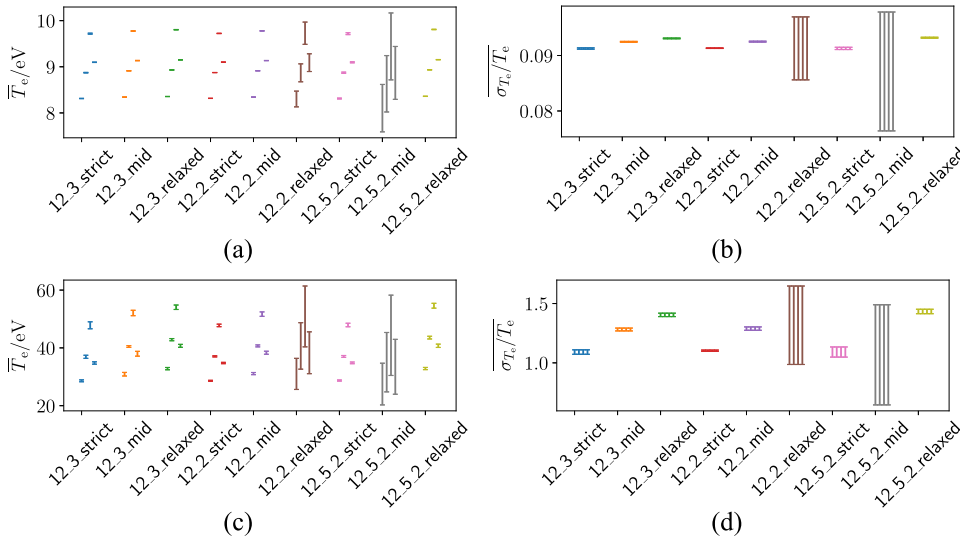 10
9
8
T̅e/eV
12_3_strict
12_3_mid
12_3_relaxed
12_2_strict
12_2_mid
12_2_relaxed
12_5_2_strict
12_5_2_mid
12_5_2_relaxed
(a)
0.09
0.08
σTe/Te
12_3_strict
12_3_mid
12_3_relaxed
12_2_strict
12_2_mid
12_2_relaxed
12_5_2_strict
12_5_2_mid
12_5_2_relaxed
(b)
60
40
20
T̅e/eV
12_3_strict
12_3_mid
12_3_relaxed
12_2_strict
12_2_mid
12_2_relaxed
12_5_2_strict
12_5_2_mid
12_5_2_relaxed
(c)
1.5
1.0
σTe/Te
12_3_strict
12_3_mid
12_3_relaxed
12_2_strict
12_2_mid
12_2_relaxed
12_5_2_strict
12_5_2_mid
12_5_2_relaxed
(d)